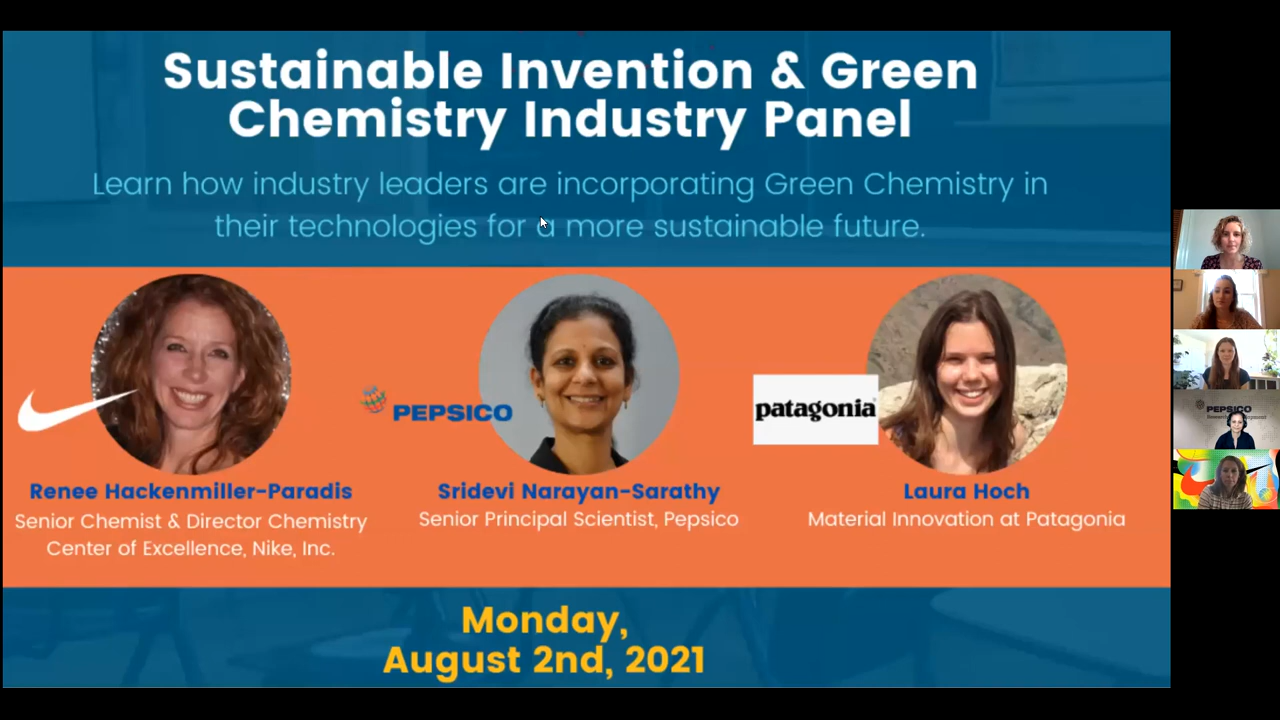 Sustainable Invention & Green
Chemistry Industry Panel
Learn how industry leaders are incorporating Green Chemistry in
their technologies for a more sustainable future.
PEPSICO
patagonia
Renee Hackenmiller-Paradis
Senior Chemist & Director Chemistry
Center of Excellence, Nike, Inc.
Sridevi Narayan-Sarathy
Senior Principal Scientist, Pepsico
Laura Hoch
Material Innovation at Patagonia
Monday,
August 2nd, 2021
PEPSICO